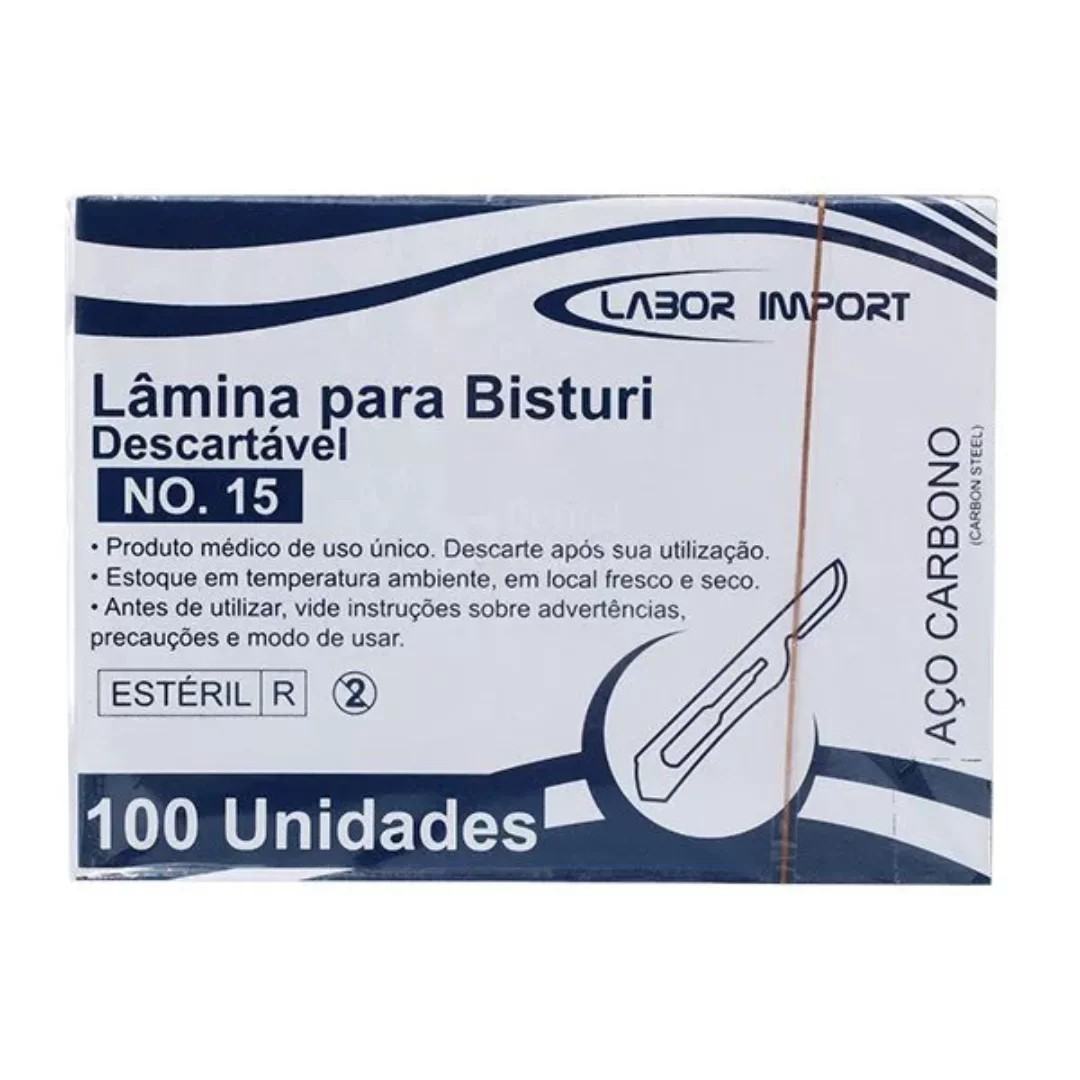 LABOR IMPORT
Lâmina para Bisturi
Descartável
NO. 15
• Produto médico de uso único. Descarte após sua utilização.
• Estoque em temperatura ambiente, em local fresco e seco.
• Antes de utilizar, vide instruções sobre advertências,
precauções e modo de usar.
ESTÉRIL R
2
100 Unidades
AÇO CARBONO
(CARBON STEEL)